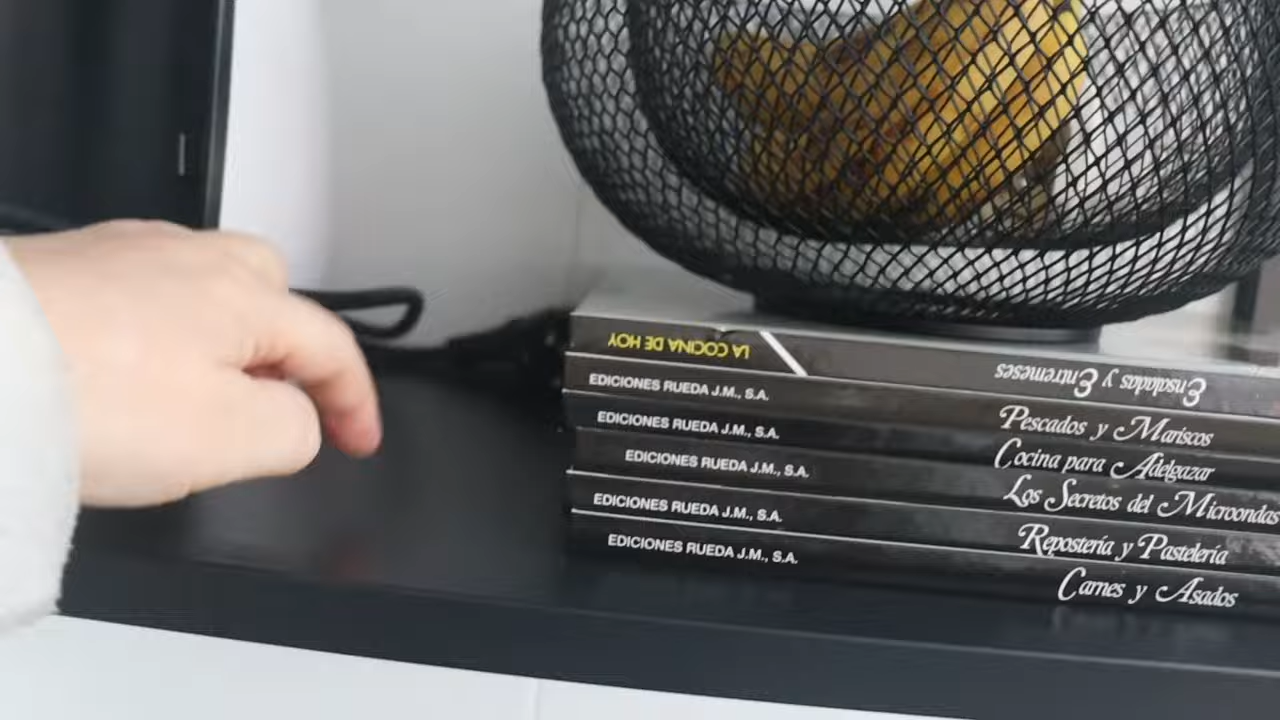 LA COCINA DE HOY
Ensaladas y Entremeses
EDICIONES RUEDA J.M., S.A.
Pescados y Mariscos
EDICIONES RUEDA J.M., S.A.
Cocina para Adelgazar
EDICIONES RUEDA J.M., S.A.
Los Secretos del Microondas
EDICIONES RUEDA J.M., S.A.
Repostería y Pastelería
EDICIONES RUEDA J.M., S.A.
Carnes y Asados